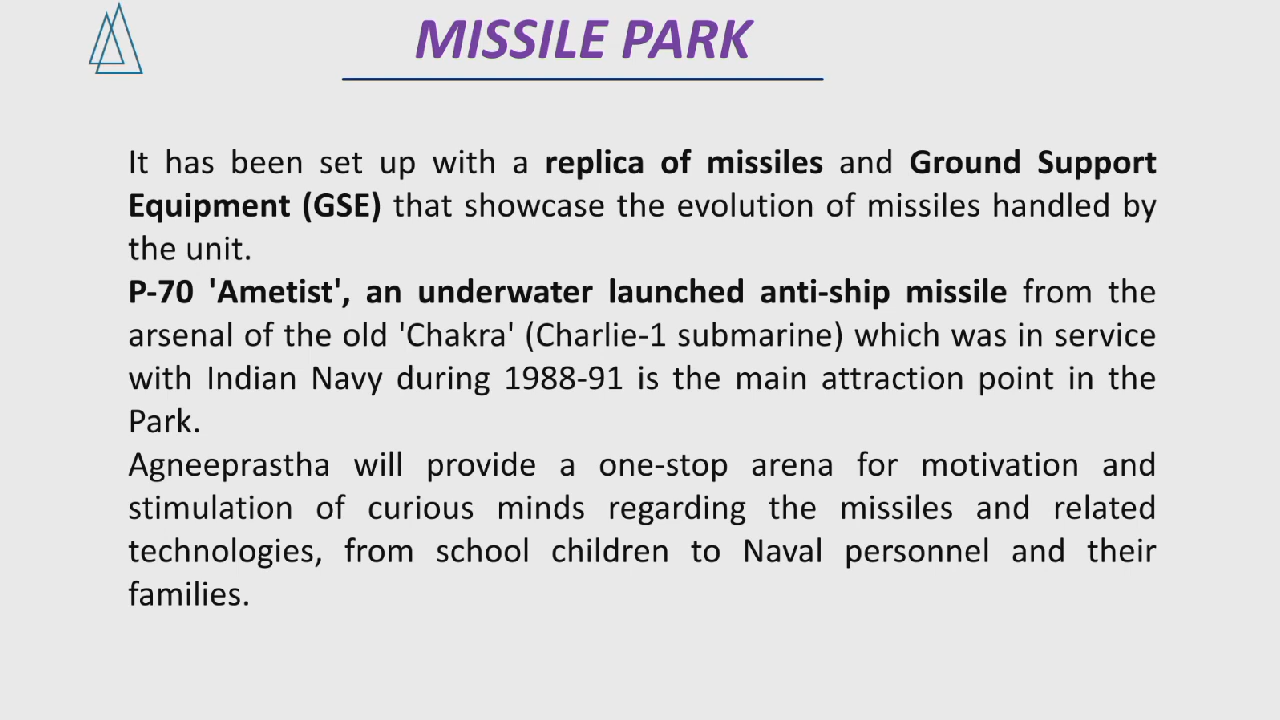 MISSILE PARK
It has been set up with a replica of missiles and Ground Support
Equipment (GSE) that showcase the evolution of missiles handled by
the unit.
P-70 'Ametist', an underwater launched anti-ship missile from the
arsenal of the old 'Chakra' (Charlie-1 submarine) which was in service
with Indian Navy during 1988-91 is the main attraction point in the
Park.
Agneeprastha will provide a one-stop arena for motivation and
stimulation of curious minds regarding the missiles and related
technologies, from school children to Naval personnel and their
families.